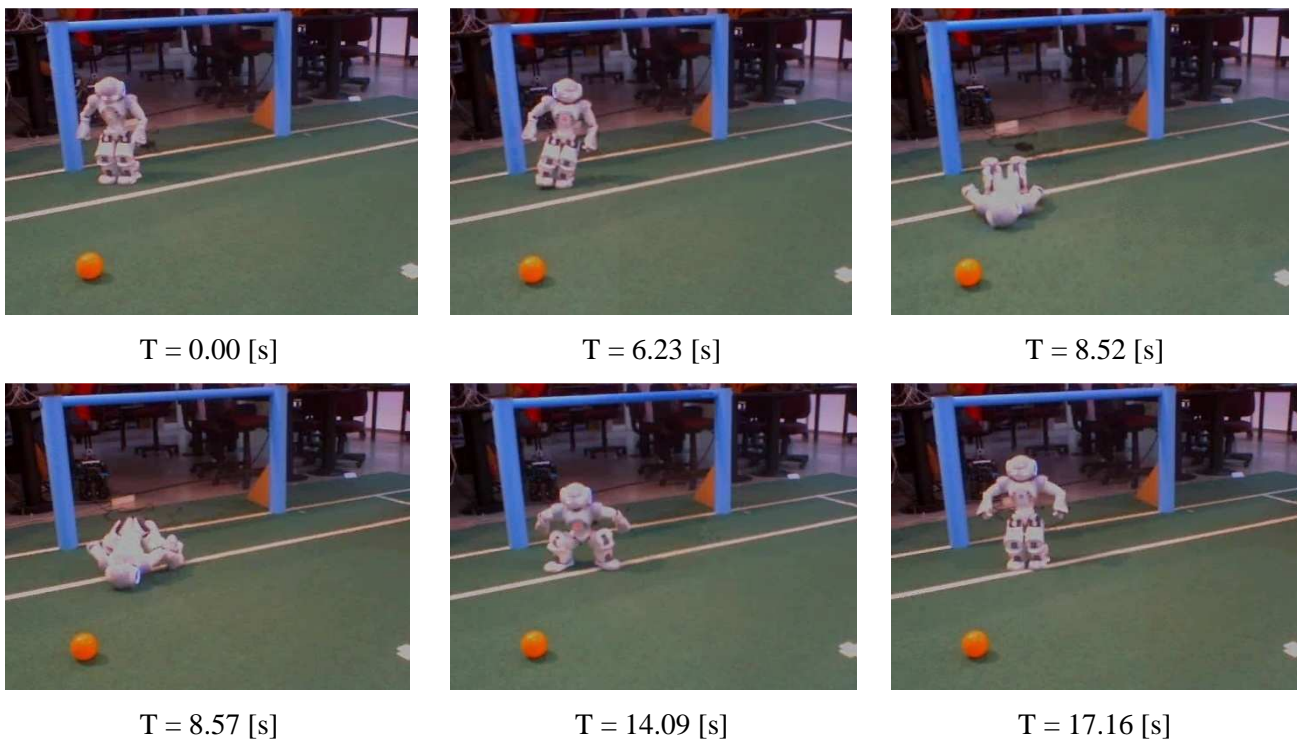 T = 0.00 [s]
T = 6.23 [s]
T = 8.52 [s]
T = 8.57 [s]
T = 14.09 [s]
T = 17.16 [s]